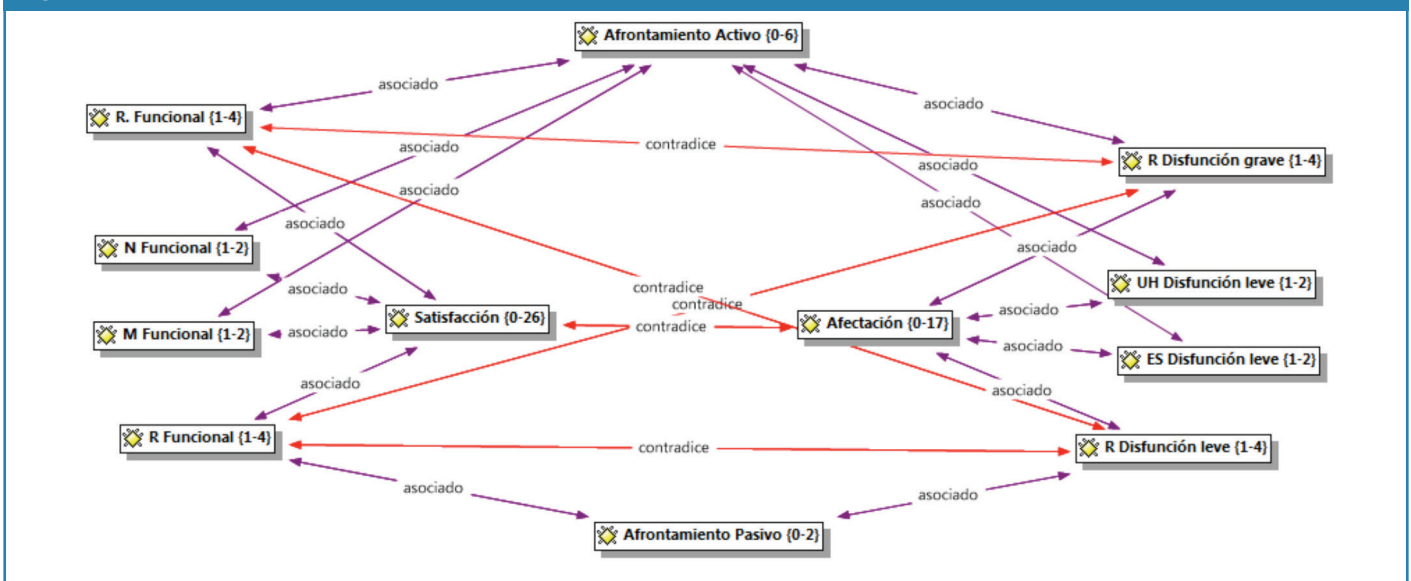 Afrontamiento Activo {0-6}
asociado
asociado
R. Funcional {1-4}
contradice
asociado
R Disfunción grave {1-4}
asociado
asociado
asociado
asociado
N Funcional {1-2}
asociado
asociado
contradice
UH Disfunción leve {1-2}
contradice
asociado
Satisfacción {0-26}
contradice
Afectación {0-17}
M Funcional {1-2}
asociado
asociado
ES Disfunción leve {1-2}
asociado
asociado
R Funcional {1-4}
contradice
R Disfunción leve {1-4}
asociado
asociado
Afrontamiento Pasivo {0-2}